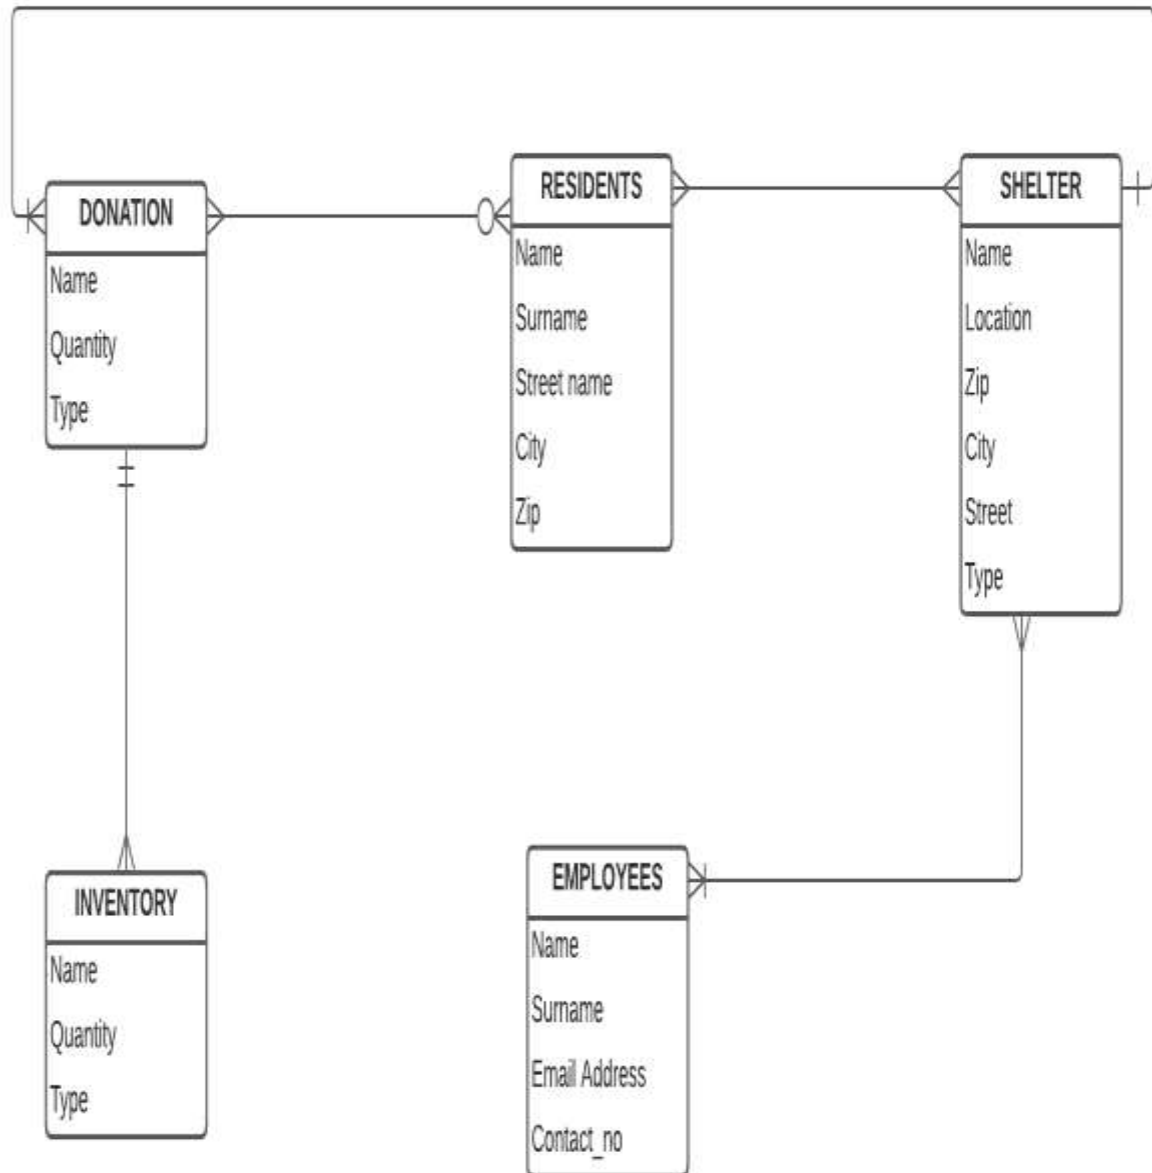 DONATION
Name
Quantity
Type
RESIDENTS
Name
Surname
Street name
City
Zip
SHELTER
Name
Location
Zip
City
Street
Type
INVENTORY
Name
Quantity
Type
EMPLOYEES
Name
Surname
Email Address
Contact_no